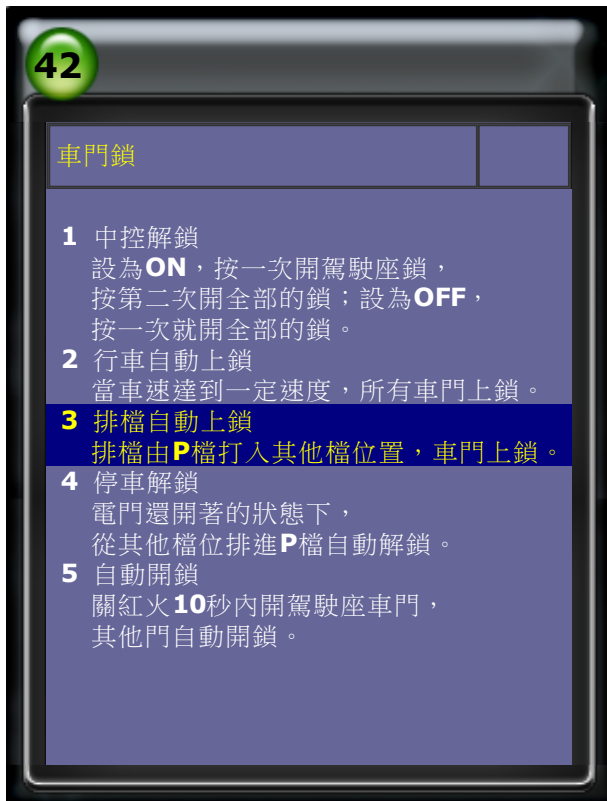 42
車門鎖
1 中控解鎖
設為ON，按一次開駕駛座鎖，
按第二次開全部的鎖；設為OFF，
按一次就開全部的鎖。
2 行車自動上鎖
當車速達到一定速度，所有車門上鎖。
3 排檔自動上鎖
排檔由P檔打入其他檔位置，車門上鎖。
4 停車解鎖
電門還開著的狀態下，
從其他檔位排進P檔自動解鎖。
5 自動開鎖
關紅火10秒內開駕駛座車門，
其他門自動開鎖。